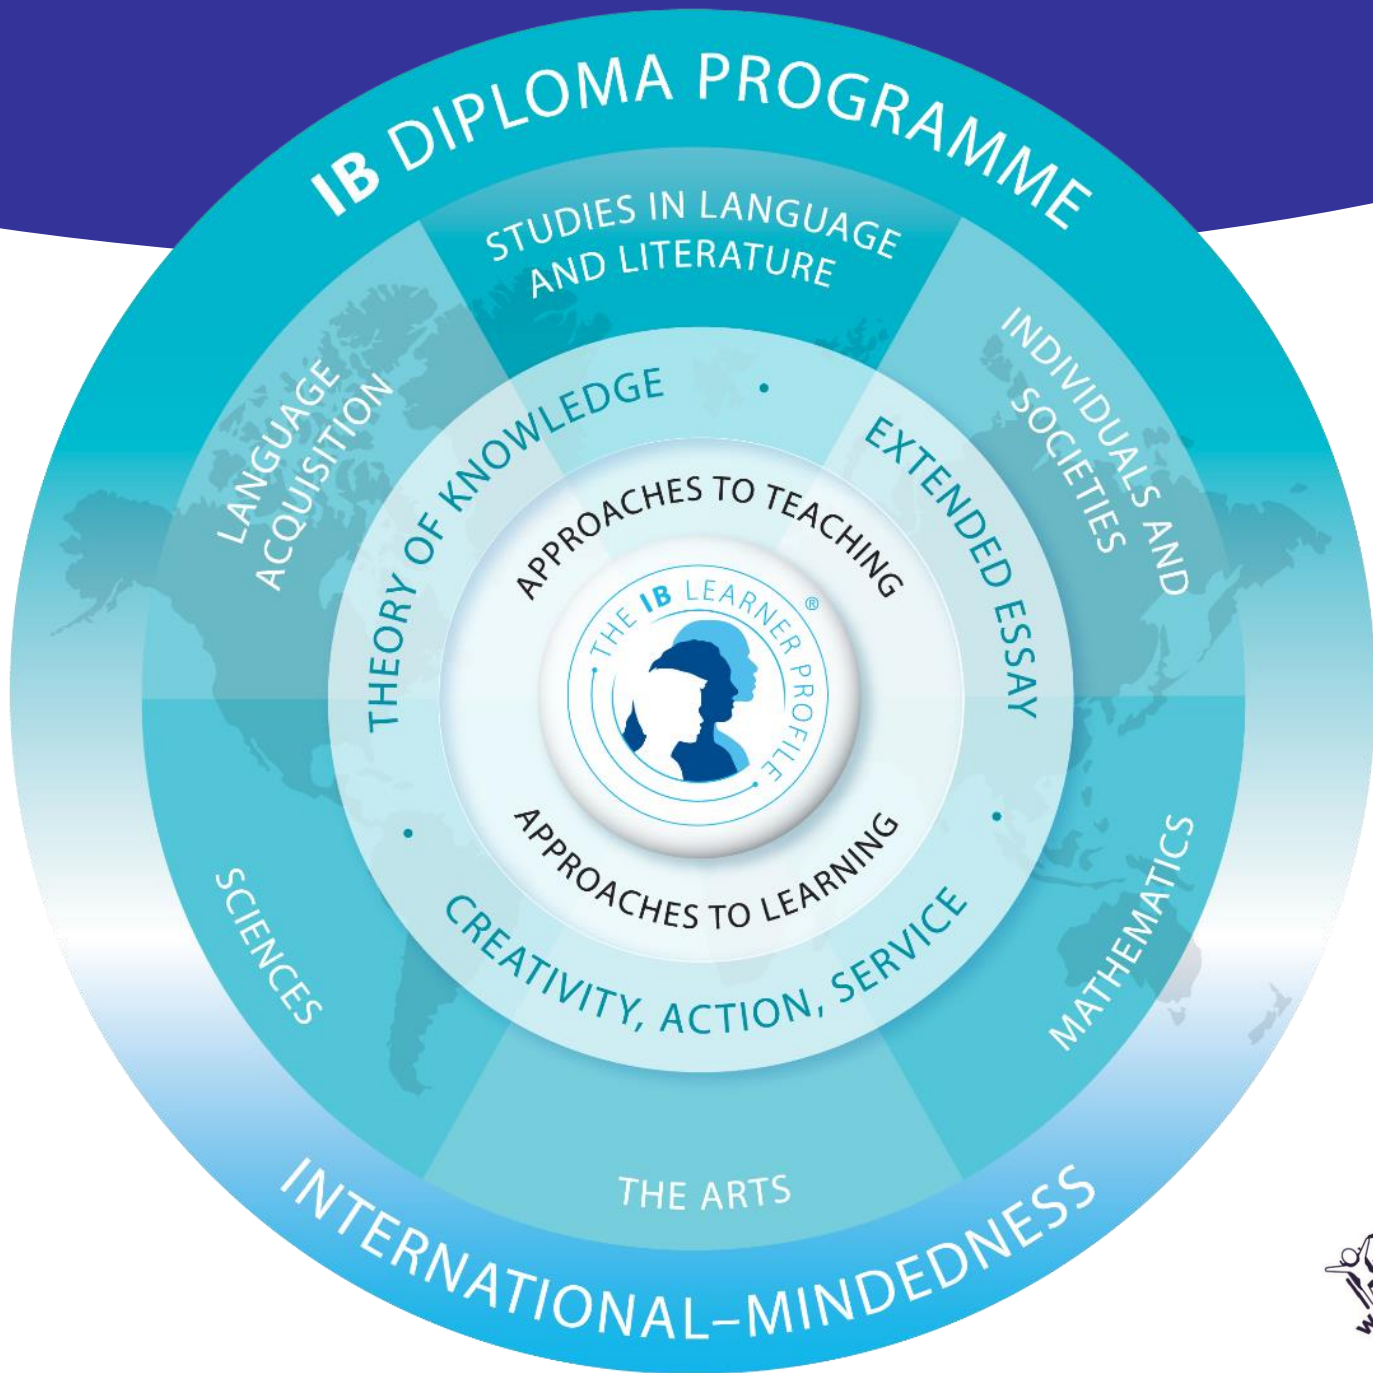 IB DIPLOMA PROGRAMME
STUDIES IN LANGUAGE
AND LITERATURE
LANGUAGE
ACQUISITION
INDIVIDUALS AND
SOCIETIES
THEORY OF KNOWLEDGE
EXTENDED ESSAY
APPROACHES TO TEACHING
THE IB LEARNER PROFILE
®
APPROACHES TO LEARNING
CREATIVITY, ACTION, SERVICE
SCIENCES
MATHEMATICS
THE ARTS
INTERNATIONAL–MINDEDNESS